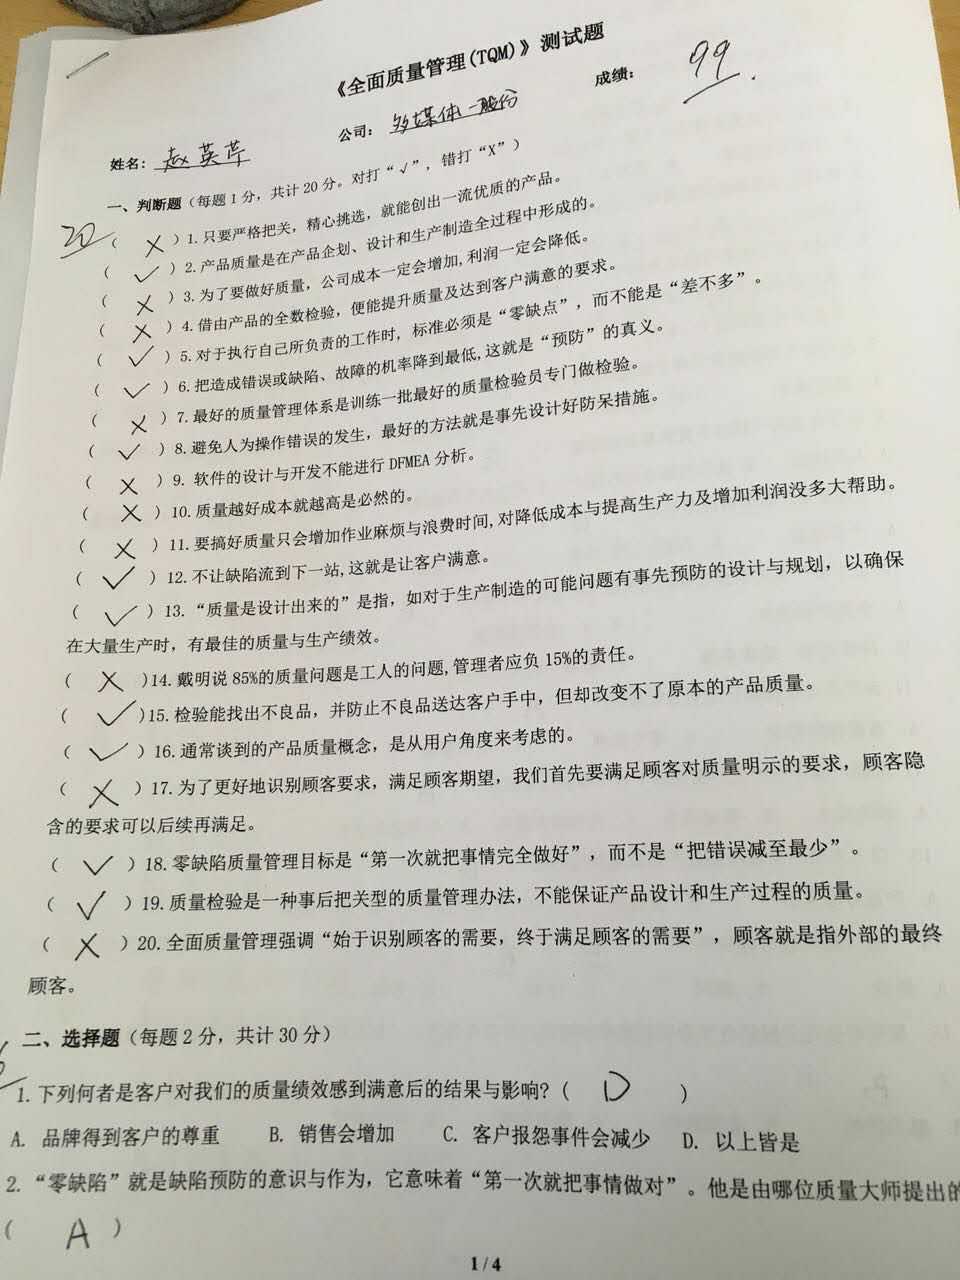 《全面质量管理(TQM)》测试题
姓名：赵英萍 公司：多媒体一股份 成绩：99
一、判断题（每题1分，共计20分。对打“√”, 错打“X”）
20
（ X ）1.只要严格把关，精心挑选，就能创出一流优质的产品。
（ ✓ ）2.产品质量是在产品企划、设计和生产制造全过程中形成的。
（ X ）3.为了要做好质量，公司成本一定会增加,利润一定会降低。
（ X ）4.借由产品的全数检验，便能提升质量及达到客户满意的要求。
（ ✓ ）5.对于执行自己所负责的工作时，标准必须是“零缺点”，而不能是“差不多”。
（ ✓ ）6.把造成错误或缺陷、故障的机率降到最低,这就是“预防”的真义。
（ X ）7.最好的质量管理体系是训练一批最好的质量检验员专门做检验。
（ ✓ ）8.避免人为操作错误的发生，最好的方法就是事先设计好防呆措施。
（ X ）9. 软件的设计与开发不能进行 DFMEA 分析。
（ X ）10.质量越好成本就越高是必然的。
（ X ）11.要搞好质量只会增加作业麻烦与浪费时间,对降低成本与提高生产力及增加利润没多大帮助。
（ ✓ ）12.不让缺陷流到下一站,这就是让客户满意。
（ ✓ ）13.“质量是设计出来的”是指，如对于生产制造的可能问题有事先预防的设计与规划，以确保
在大量生产时，有最佳的质量与生产绩效。
（ X ）14.戴明说85%的质量问题是工人的问题,管理者应负15%的责任。
（ ✓ ）15.检验能找出不良品，并防止不良品送达客户手中，但却改变不了原本的产品质量。
（ ✓ ）16.通常谈到的产品质量概念，是从用户角度来考虑的。
（ X ）17.为了更好地识别顾客要求，满足顾客期望，我们首先要满足顾客对质量明示的要求，顾客隐
含的要求可以后续再满足。
（ ✓ ）18.零缺陷质量管理目标是“第一次就把事情完全做好”，而不是“把错误减至最少”。
（ ✓ ）19.质量检验是一种事后把关型的质量管理办法，不能保证产品设计和生产过程的质量。
（ X ）20.全面质量管理强调“始于识别顾客的需要，终于满足顾客的需要”，顾客就是指外部的最终
顾客。
二、选择题（每题2分，共计30分）
1.下列何者是客户对我们的质量绩效感到满意后的结果与影响?（ D ）
A. 品牌得到客户的尊重 B. 销售会增加 C. 客户报怨事件会减少 D. 以上皆是
2.“零缺陷”就是缺陷预防的意识与作为，它意味着“第一次就把事情做对”。他是由哪位质量大师提出的
（ A ）
1 / 4